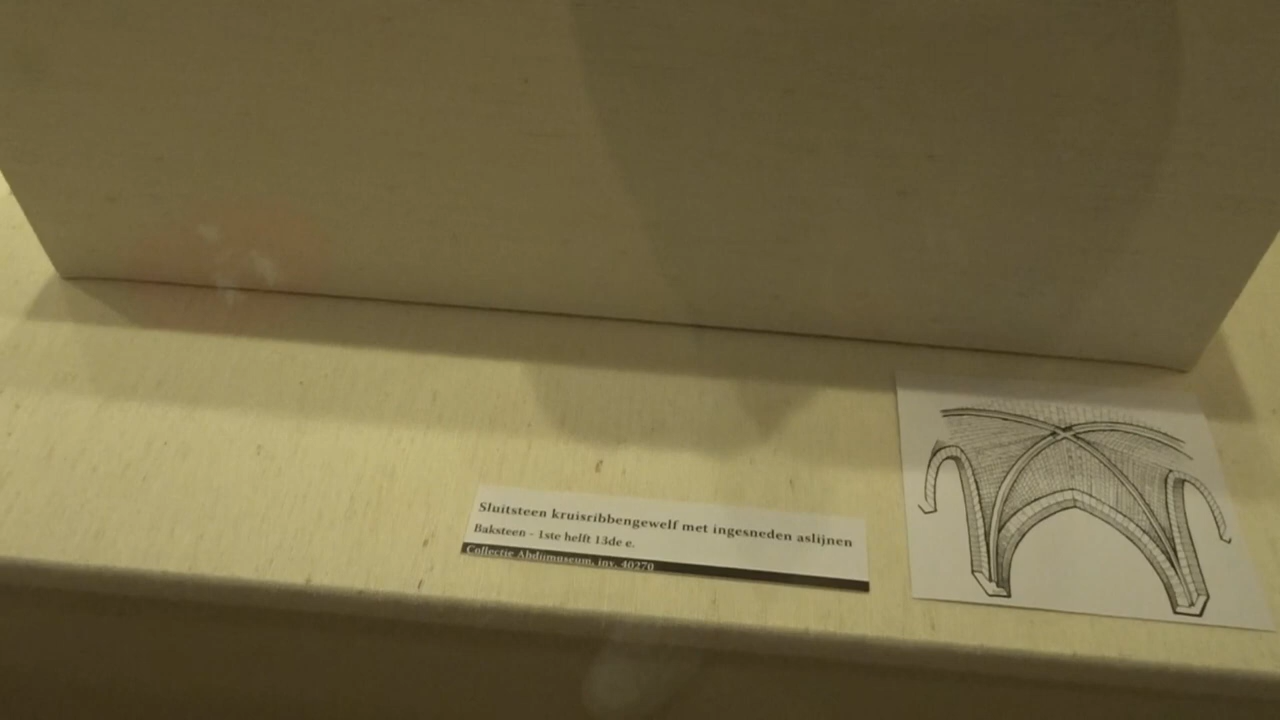 Sluitsteen kruisribbengewelf met ingesneden aslijnen
Baksteen - 1ste helft 13de e.
Collectie Abdijmuseum, inv. 40270